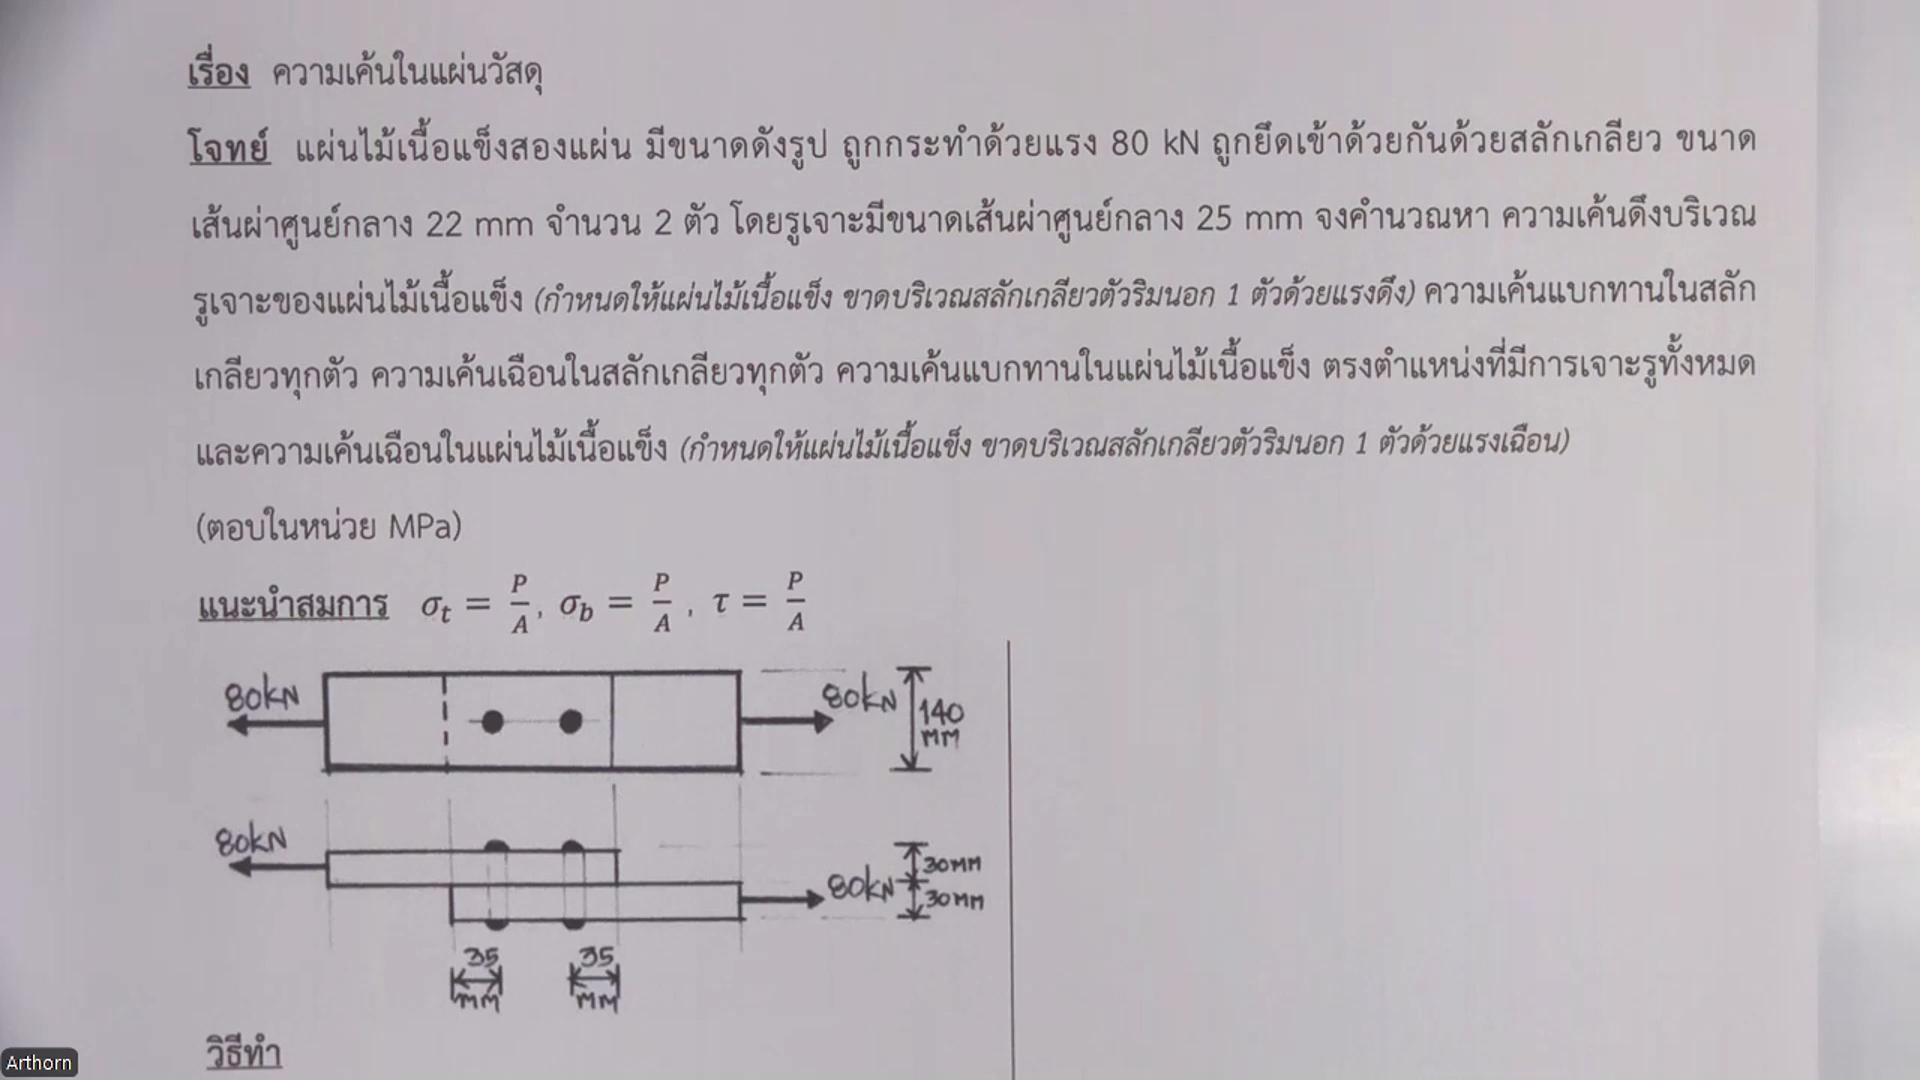 เรื่อง ความเค้นในแผ่นวัสดุ
โจทย์ แผ่นไม้เนื้อแข็งสองแผ่น มีขนาดดังรูป ถูกกระทำด้วยแรง 80 kN ถูกยึดเข้าด้วยกันด้วยสลักเกลียว ขนาด
เส้นผ่าศูนย์กลาง 22 mm จำนวน 2 ตัว โดยรูเจาะมีขนาดเส้นผ่าศูนย์กลาง 25 mm จงคำนวณหา ความเค้นดึงบริเวณ
รูเจาะของแผ่นไม้เนื้อแข็ง (กำหนดให้แผ่นไม้เนื้อแข็ง ขาดบริเวณสลักเกลียวตัวริมนอก 1 ตัวด้วยแรงดึง) ความเค้นแบกทานในสลัก
เกลียวทุกตัว ความเค้นเฉือนในสลักเกลียวทุกตัว ความเค้นแบกทานในแผ่นไม้เนื้อแข็ง ตรงตำแหน่งที่มีการเจาะรูทั้งหมด
และความเค้นเฉือนในแผ่นไม้เนื้อแข็ง (กำหนดให้แผ่นไม้เนื้อแข็ง ขาดบริเวณสลักเกลียวตัวริมนอก 1 ตัวด้วยแรงเฉือน)
(ตอบในหน่วย MPa)
แนะนำสมการ σt = P/A, σb = P/A , τ = P/A
80kN 80kN 140 mm
80kN 80kN 30mm
30mm
35 mm 35 mm
วิธีทำ
Arthorn